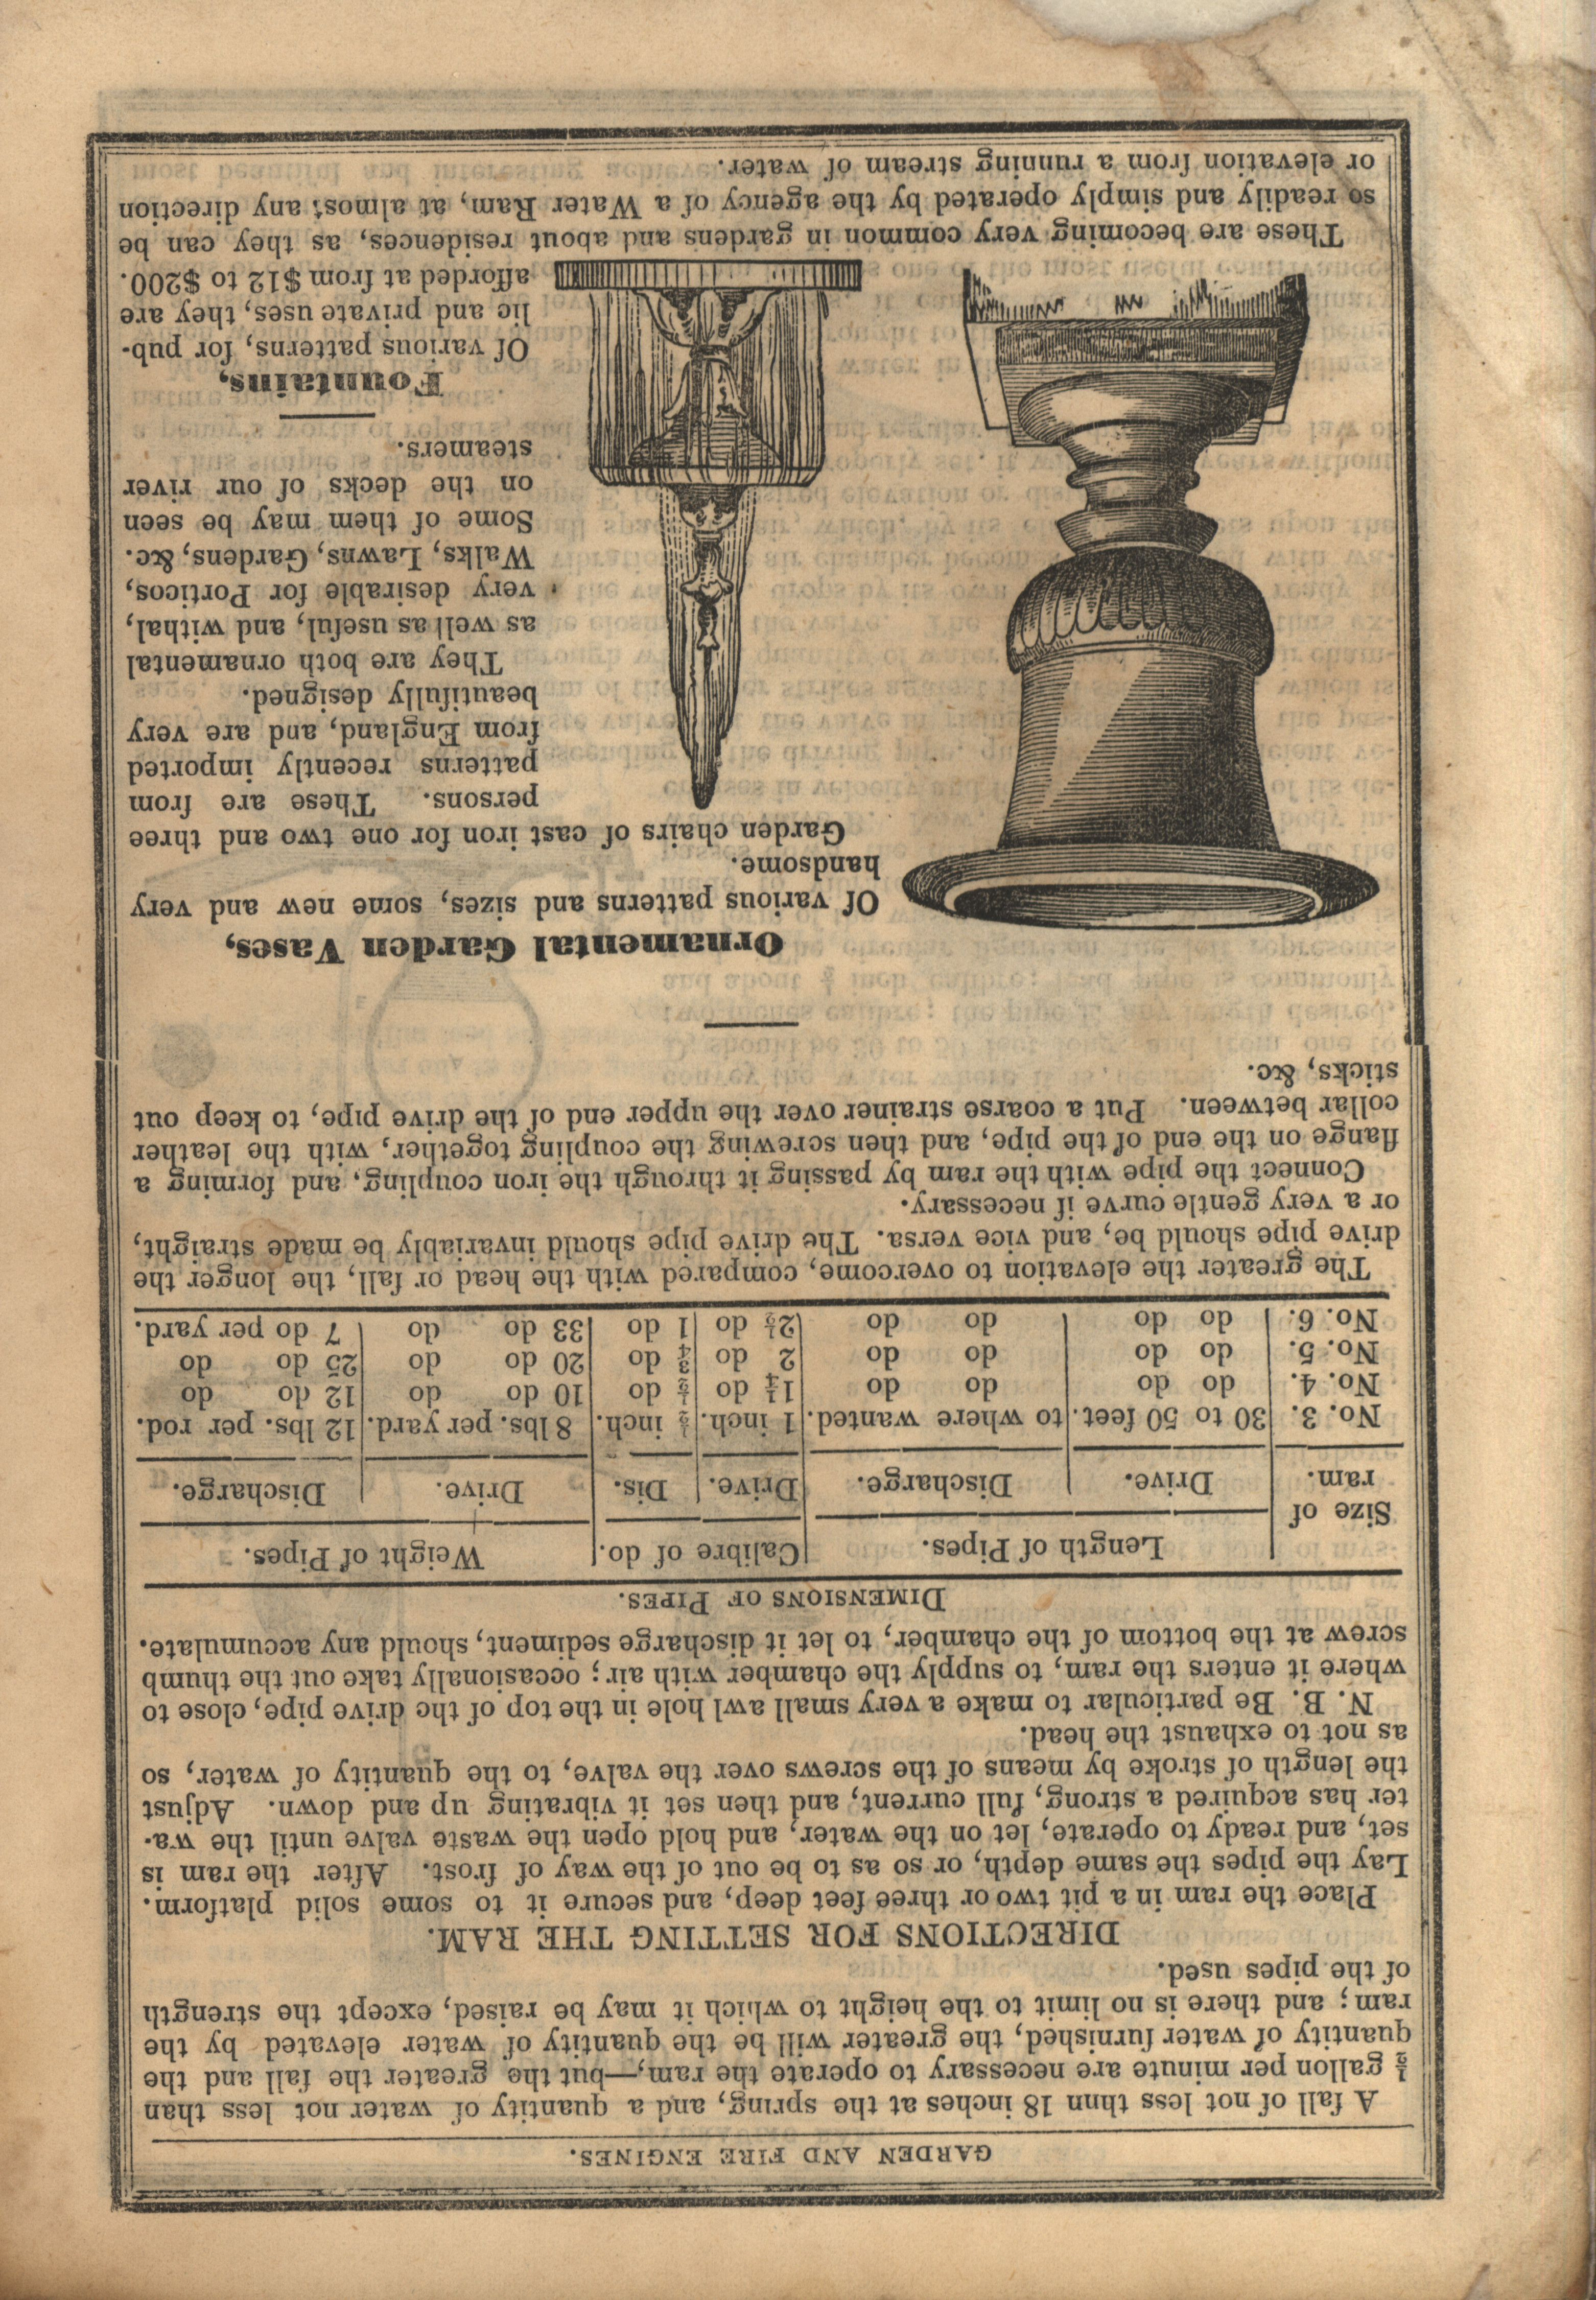 GARDEN AND FIRE ENGINES.
A fall of not less thnn 18 inches at the spring, and a quantity of water not less than
½ gallon per minute are necessary to operate the ram,—but the greater the fall and the
quantity of water furnished, the greater will be the quantity of water elevated by the
ram; and there is no limit to the height to which it may be raised, except the strength
of the pipes used.
DIRECTIONS FOR SETTING THE RAM.
Place the ram in a pit two or three feet deep, and secure it to some solid platform.
Lay the pipes the same depth, or so as to be out of the way of frost. After the ram is
set, and ready to operate, let on the water, and hold open the waste valve until the wa-
ter has acquired a strong, full current, and then set it vibrating up and down. Adjust
the length of stroke by means of the screws over the valve, to the quantity of water, so
as not to exhaust the head.
N. B. Be particular to make a very small awl hole in the top of the drive pipe, close to
where it enters the ram, to supply the chamber with air; occasionally take out the thumb
screw at the bottom of the chamber, to let it discharge sediment, should any accumulate.
DIMENSIONS OF PIPES.
Size of ram. Length of Pipes. Calibre of do. Weight of Pipes.
Drive. Discharge. Drive. Dis. Drive. Discharge.
No. 3. 30 to 50 feet. to where wanted. 1 inch. ½ inch. 8 lbs. per yard. 12 lbs. per rod.
No. 4. do do do do 1¼ do ½ do 10 do do 12 do do
No. 5. do do do do 2 do ¾ do 20 do do 25 do do
No. 6. do do do do 2½ do 1 do 33 do do 7 do per yard.
The greater the elevation to overcome, compared with the head or fall, the longer the
drive pipe should be, and vice versa. The drive pipe should invariably be made straight,
or a very gentle curve if necessary.
Connect the pipe with the ram by passing it through the iron coupling, and forming a
flange on the end of the pipe, and then screwing the coupling together, with the leather
collar between. Put a coarse strainer over the upper end of the drive pipe, to keep out
sticks, &c.
Ornamental Garden Vases,
Of various patterns and sizes, some new and very
handsome.
Garden chairs of cast iron for one two and three
persons. These are from
patterns recently imported
from England, and are very
beautifully designed.
They are both ornamental
as well as useful, and withal,
very desirable for Porticos,
Walks, Lawns, Gardens, &c.
Some of them may be seen
on the decks of our river
steamers.
Fountains,
Of various patterns, for pub-
lic and private uses, they are
afforded at from $12 to $200.
These are becoming very common in gardens and about residences, as they can be
so readily and simply operated by the agency of a Water Ram, at almost any direction
or elevation from a running stream of water.